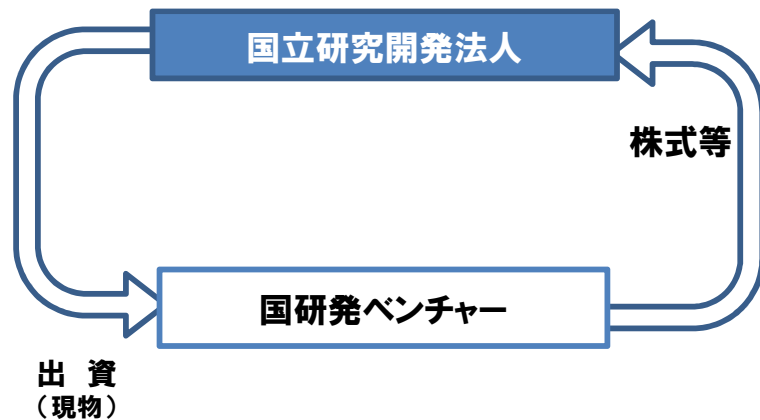 国立研究開発法人
株式等
国研発ベンチャー
出 資
（現物）